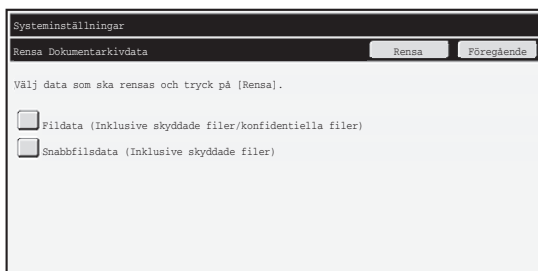 Systeminställningar
Rensa Dokumentarkivdata Rensa Föregående
Välj data som ska rensas och tryck på [Rensa].
Fildata (Inklusive skyddade filer/konfidentiella filer)
Snabbfilsdata (Inklusive skyddade filer)